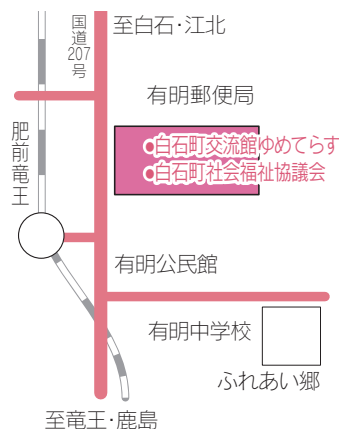 国道207号
至白石・江北
有明郵便局
●白石町交流館ゆめてらす
●白石町社会福祉協議会
肥前竜王
有明公民館
有明中学校
ふれあい郷
至竜王・鹿島